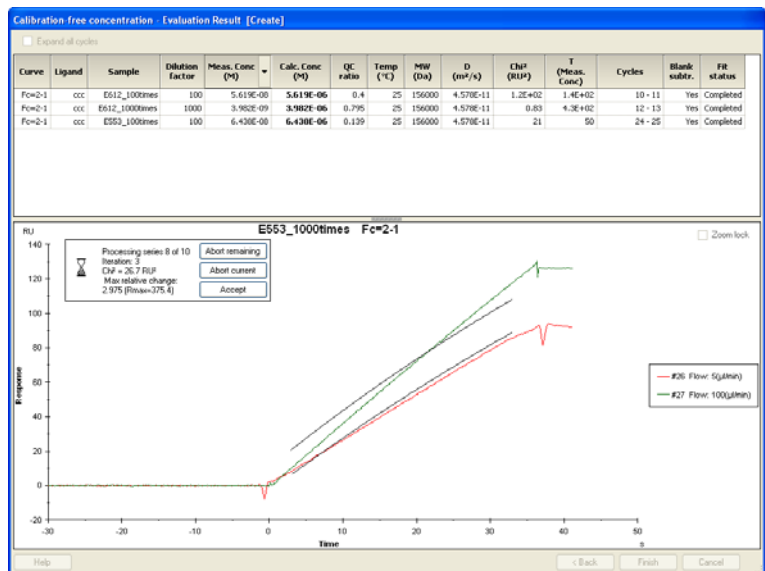 Calibration-free concentration - Evaluation Result [Create]
Expand all cycles
Curve Ligand Sample Dilution factor Meas. Conc (M) Calc. Conc (M) QC ratio Temp (°C) MW (Da) D (m²/s) Chi² (RU²) T (Meas. Conc) Cycles Blank subtr. Fit status
Fc=2-1 ccc E612_100times 100 5.619E-08 5.619E-06 0.4 25 156000 4.578E-11 1.2E+02 1.4E+02 10 - 11 Yes Completed
Fc=2-1 ccc E612_1000times 1000 3.982E-09 3.982E-06 0.795 25 156000 4.578E-11 0.83 4.3E+02 12 - 13 Yes Completed
Fc=2-1 ccc E553_100times 100 6.438E-08 6.438E-06 0.139 25 156000 4.578E-11 21 50 24 - 25 Yes Completed
E553_1000times Fc=2-1
Zoom lock
RU
Processing series 8 of 10
Iteration: 3
Chi² = 26.7 RU²
Max relative change:
2.975 (Rmax=375.4)
Abort remaining
Abort current
Accept
140
120
100
80
60
40
20
0
-20
Response
-30 -20 -10 0 10 20 30 40 50
Time
s
#26 Flow: 5(µl/min)
#27 Flow: 100(µl/min)
Help
< Back
Finish
Cancel